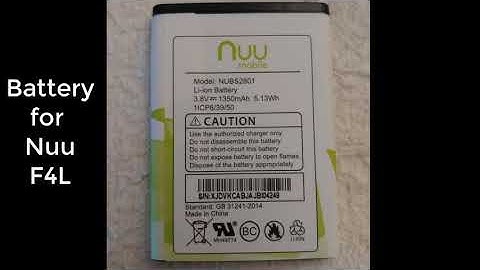 Battery
for
Nuu
F4L
nuu
mobile
Model: NUBS2801
Li-ion Battery
3.8V⎓ 1350mAh 5.13Wh
1ICP6/39/50
CAUTION
Use the authorized charger only
Do not disassemble this battery
Do not short-circuit this battery
Do not expose battery to open flames
Dispose of the battery appropriately
S/N:XJDVKCABJAJBI04249
Standard: GB 31241-2014
Made in China